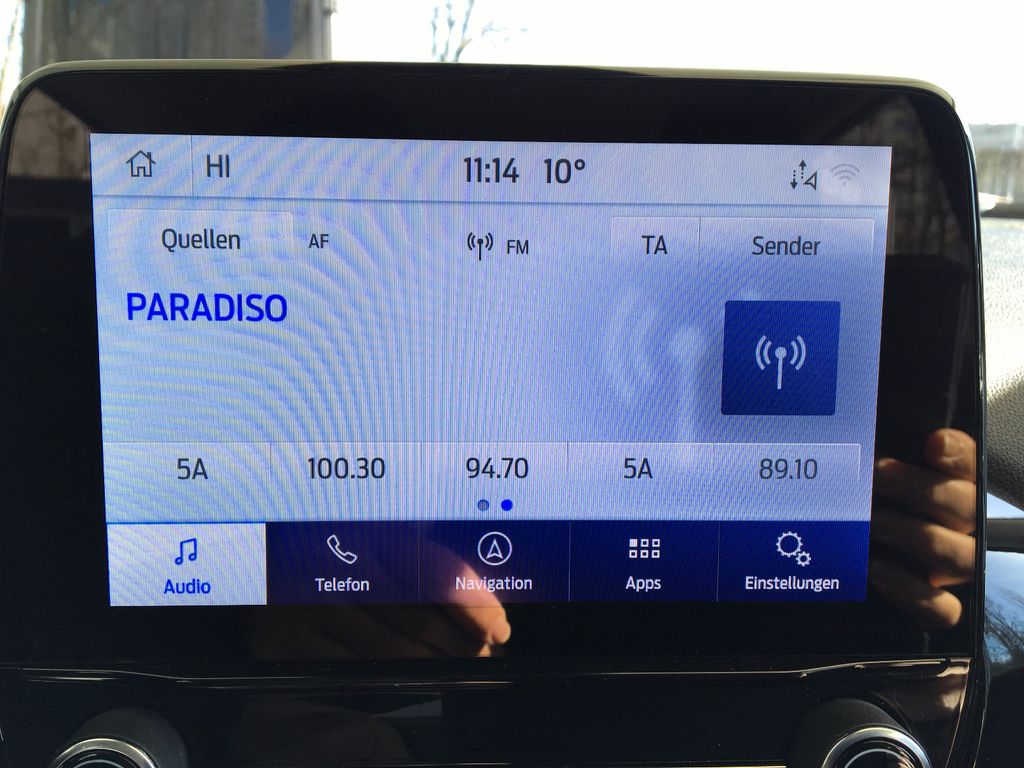 HI 11:14 10°
Quellen AF FM TA Sender
PARADISO
5A 100.30 94.70 5A 89.10
Audio Telefon Navigation Apps Einstellungen